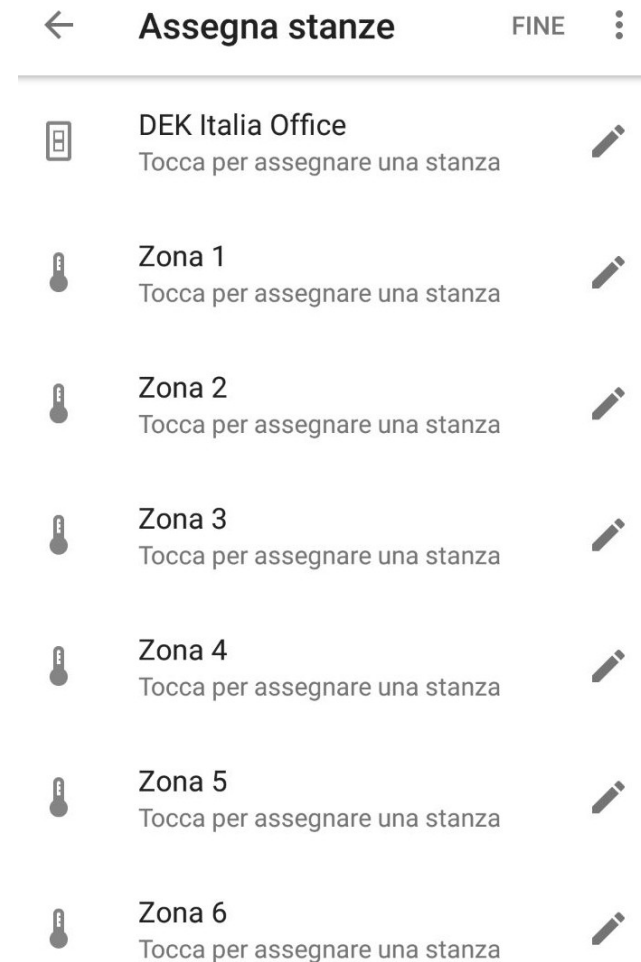 Assegna stanze FINE
DEK Italia Office
Tocca per assegnare una stanza
Zona 1
Tocca per assegnare una stanza
Zona 2
Tocca per assegnare una stanza
Zona 3
Tocca per assegnare una stanza
Zona 4
Tocca per assegnare una stanza
Zona 5
Tocca per assegnare una stanza
Zona 6
Tocca per assegnare una stanza